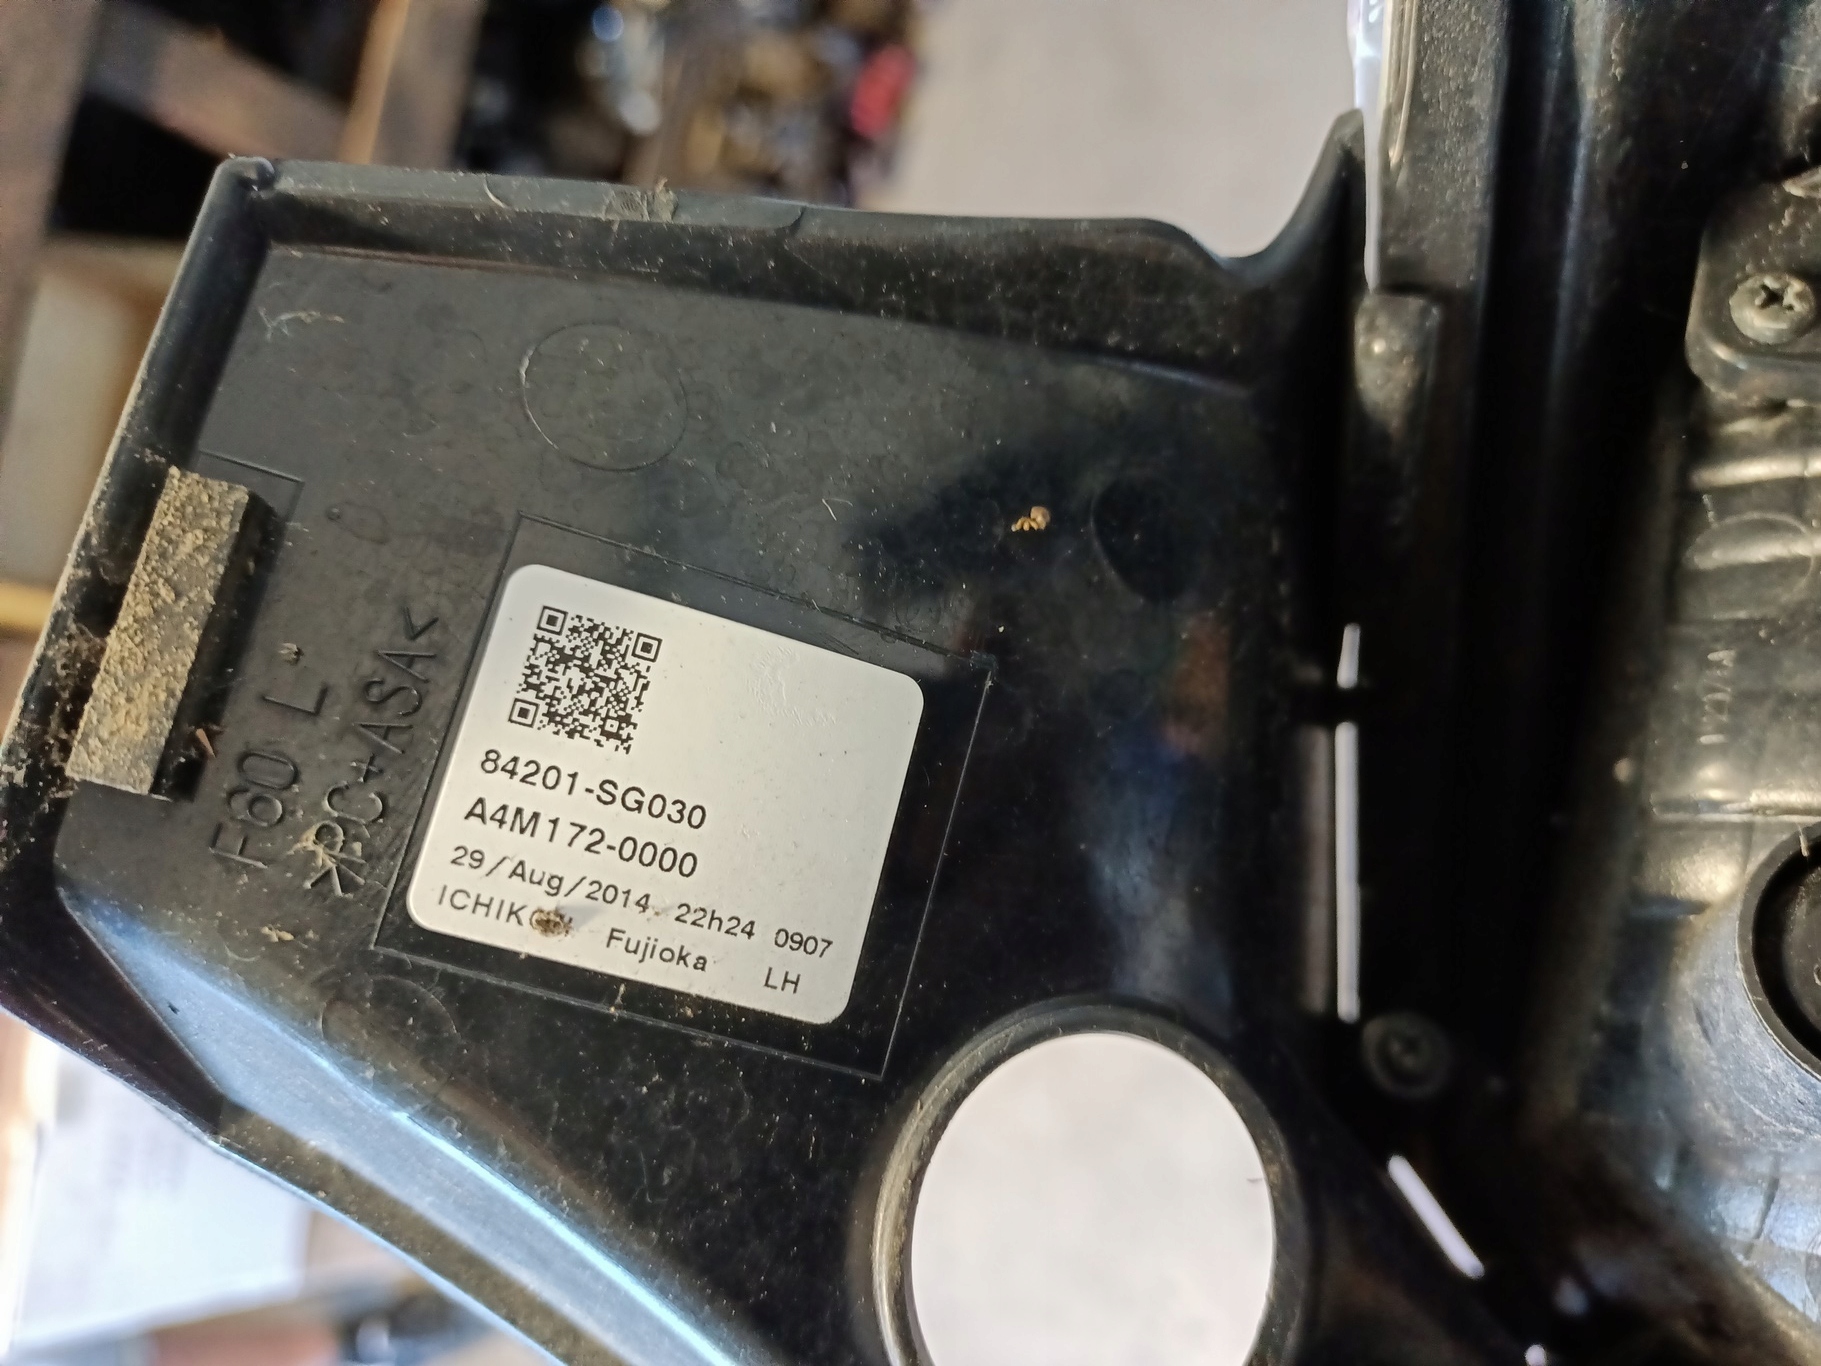 F60 L
>PC+ASA<
84201-SG030
A4M172-0000
29/Aug/2014 22h24 0907
Fujioka LH